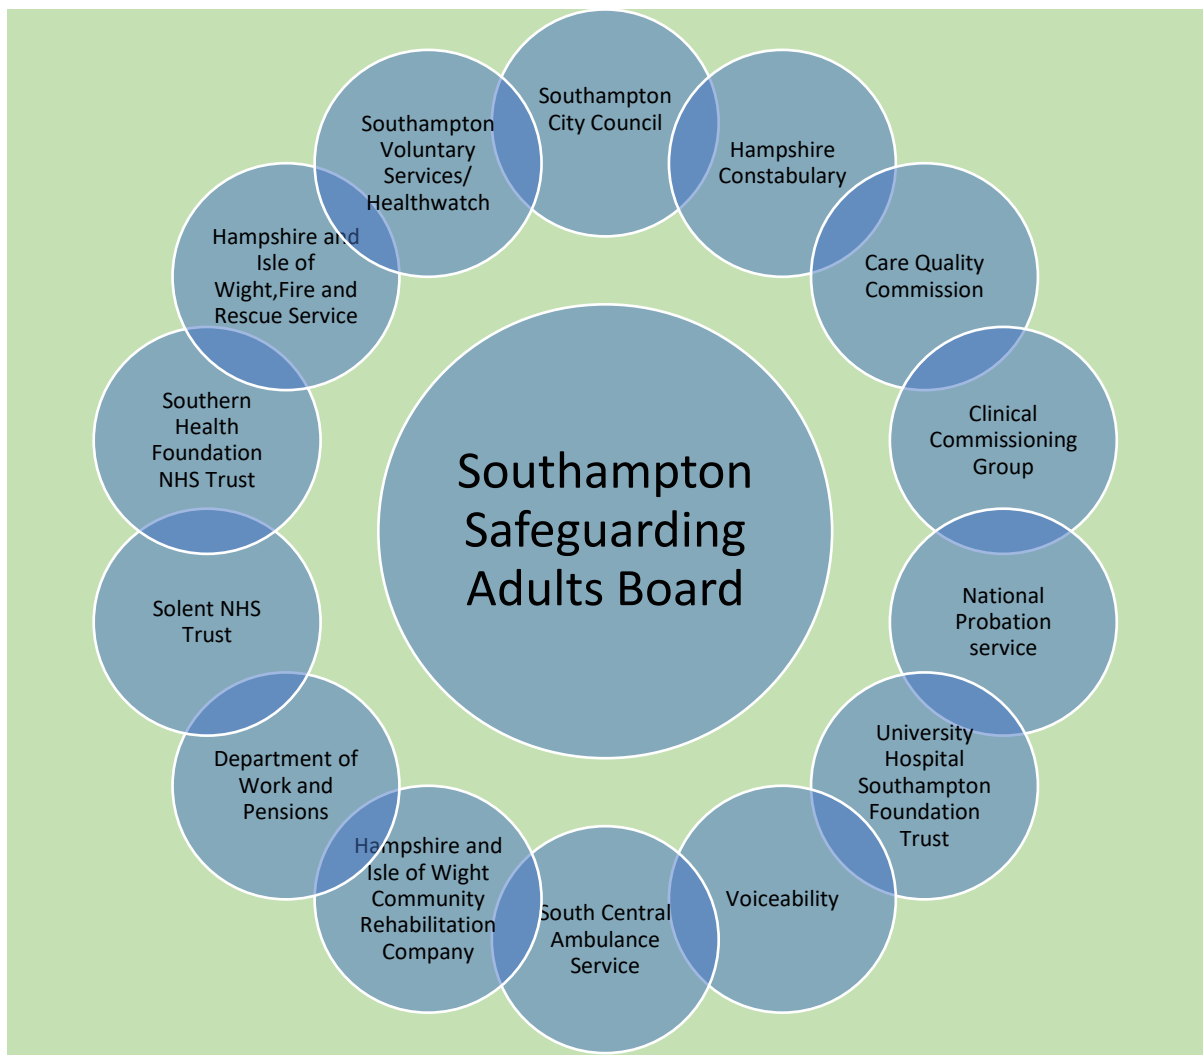 Southampton
City Council
Hampshire
Constabulary
Care Quality
Commission
Clinical
Commissioning
Group
National
Probation
service
University
Hospital
Southampton
Foundation
Trust
Voiceability
South Central
Ambulance
Service
Hampshire and
Isle of Wight
Community
Rehabilitation
Company
Department of
Work and
Pensions
Solent NHS
Trust
Southern
Health
Foundation
NHS Trust
Hampshire and
Isle of
Wight,Fire and
Rescue Service
Southampton
Voluntary
Services/
Healthwatch
Southampton
Safeguarding
Adults Board